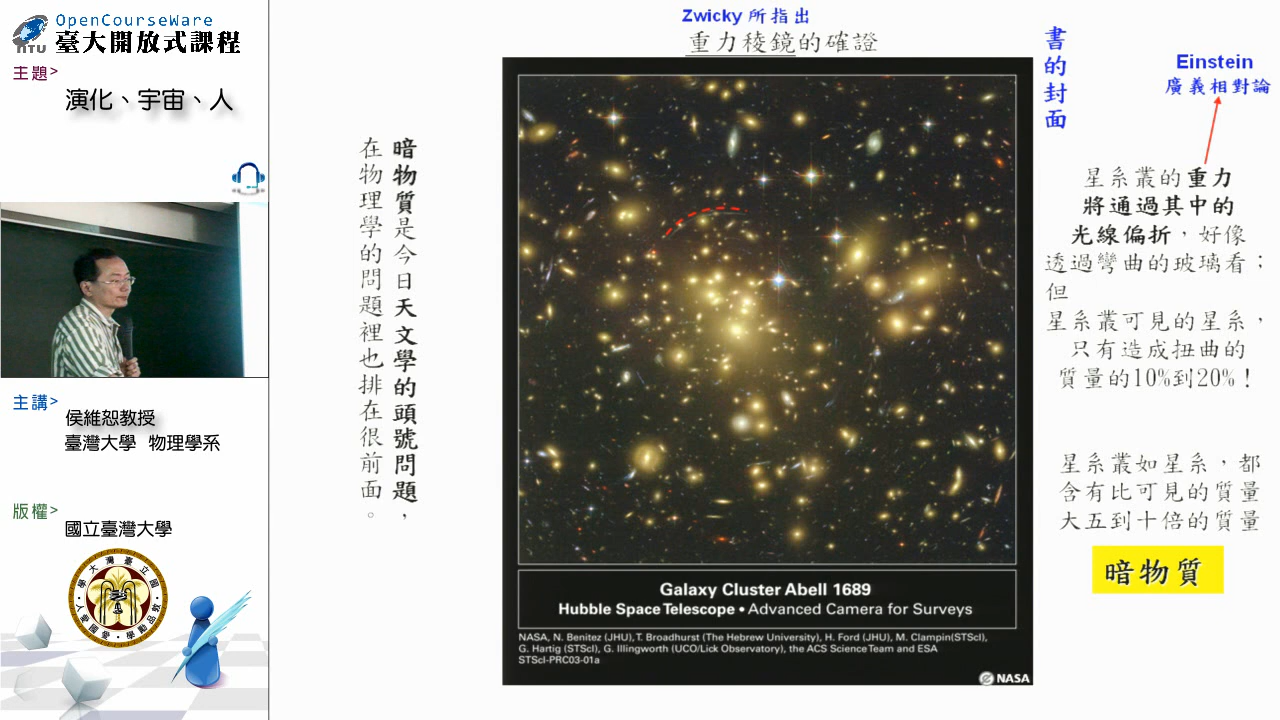 OpenCourseWare
NTU
臺大開放式課程
主題>
演化、宇宙、人
主講>
侯維恕教授
臺灣大學 物理學系
版權>
國立臺灣大學
Zwicky 所指出
重力稜鏡的確證
書的封面
Einstein
廣義相對論
暗物質是今日天文學的頭號問題，
在物理學的問題裡也排在很前面。
星系叢的重力
將通過其中的
光線偏折，好像
透過彎曲的玻璃看；
但
星系叢可見的星系，
只有造成扭曲的
質量的10%到20%！
星系叢如星系，都
含有比可見的質量
大五到十倍的質量
暗物質
Galaxy Cluster Abell 1689
Hubble Space Telescope • Advanced Camera for Surveys
NASA, N. Benitez (JHU), T. Broadhurst (The Hebrew University), H. Ford (JHU), M. Clampin(STScI),
G. Hartig (STScI), G. Illingworth (UCO/Lick Observatory), the ACS Science Team and ESA
STScI-PRC03-01a
NASA